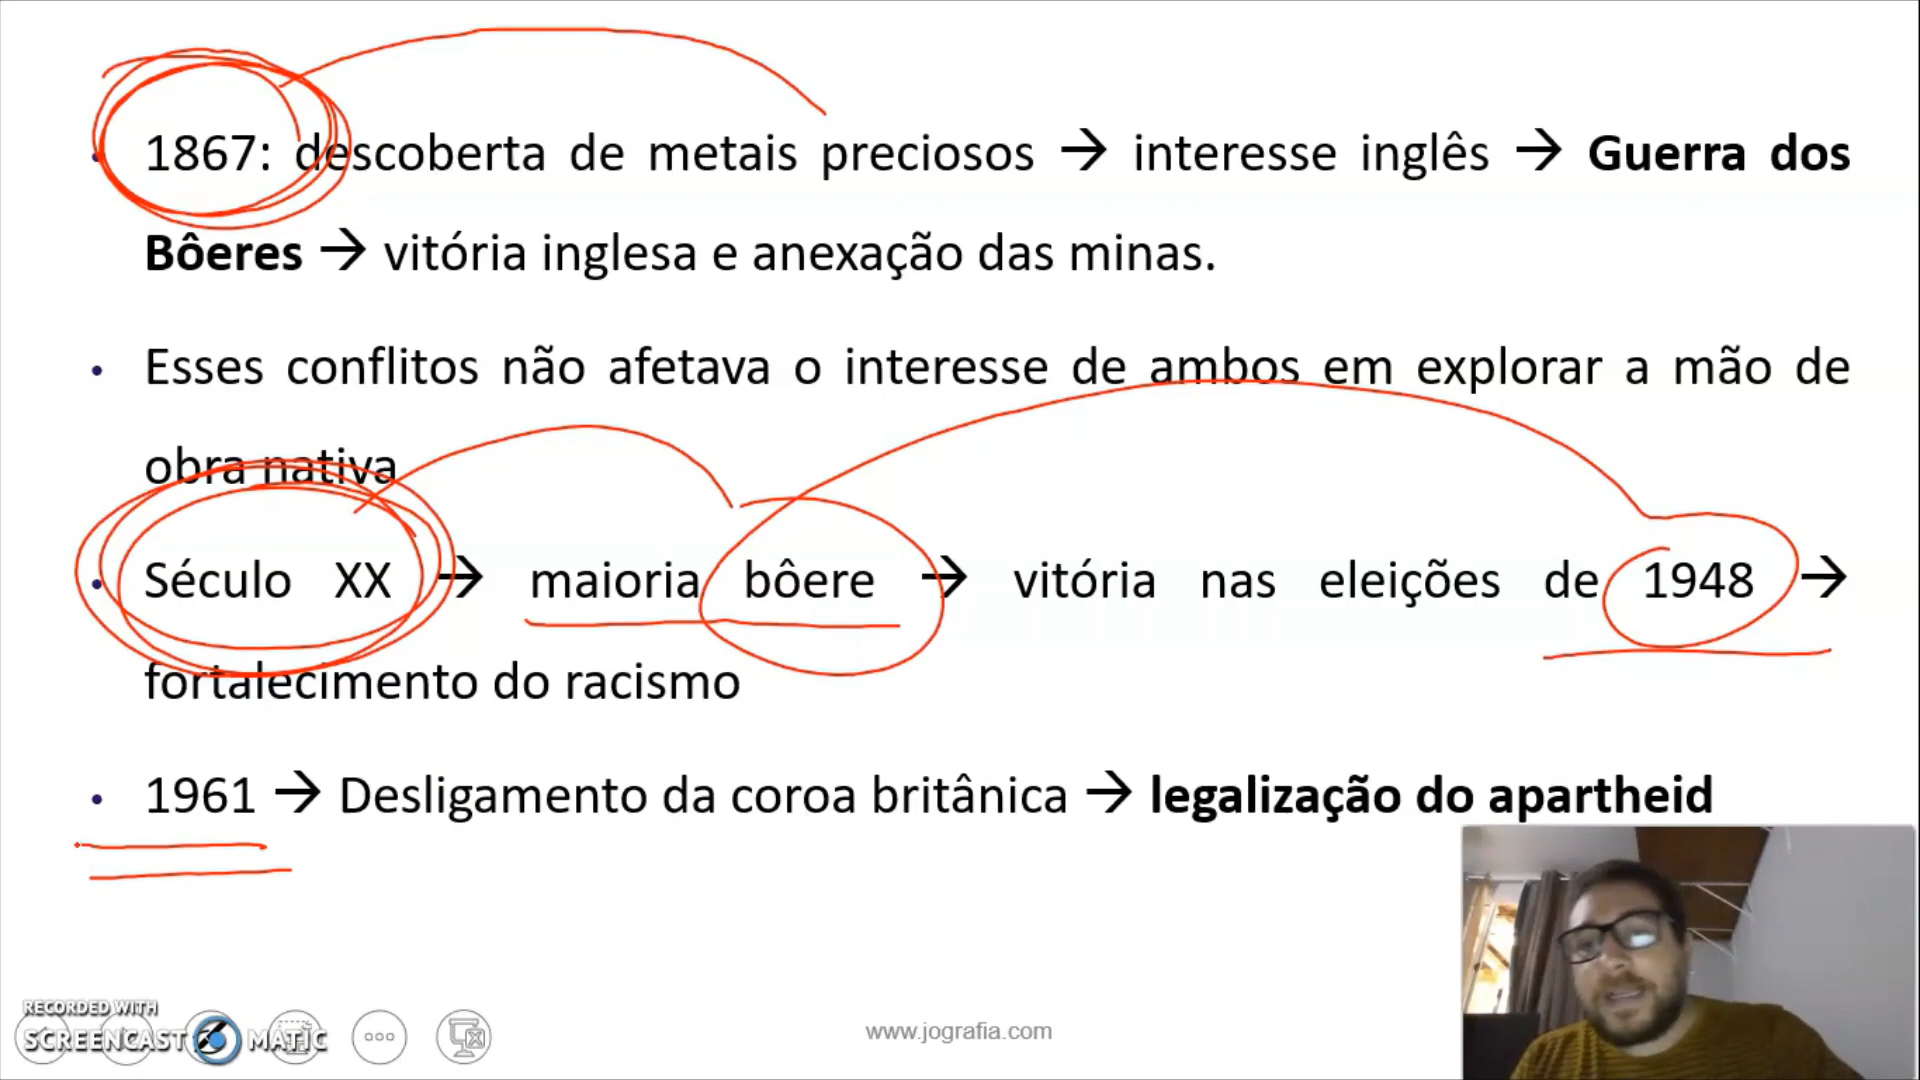 • 1867: descoberta de metais preciosos → interesse inglês → Guerra dos
Bôeres → vitória inglesa e anexação das minas.
• Esses conflitos não afetava o interesse de ambos em explorar a mão de
obra nativa
• Século XX → maioria bôere → vitória nas eleições de 1948 →
fortalecimento do racismo
• 1961 → Desligamento da coroa britânica → legalização do apartheid
RECORDED WITH
SCREENCAST MATIC
www.jografia.com